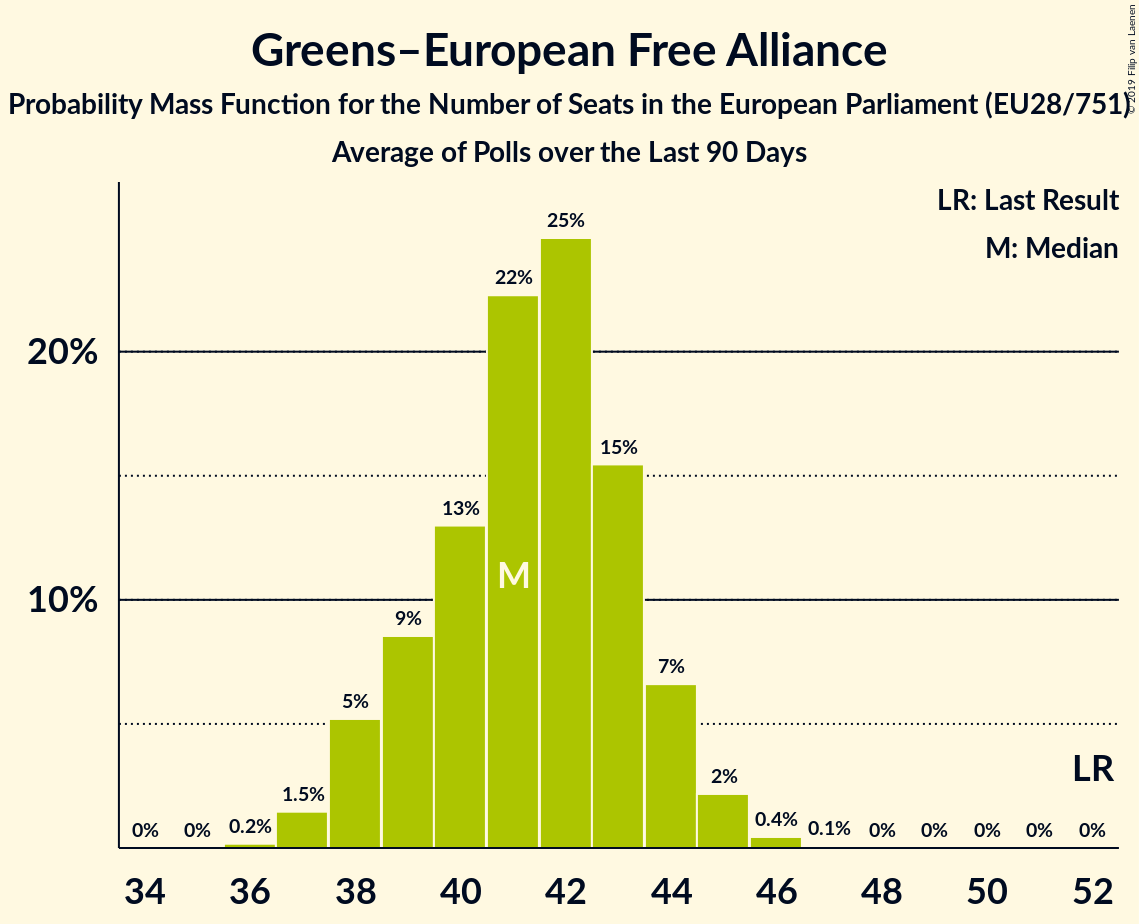 Greens–European Free Alliance
Probability Mass Function for the Number of Seats in the European Parliament (EU28/751)
Average of Polls over the Last 90 Days
© 2019 Filip van Laenen
LR: Last Result
M: Median
25%
22%
20%
15%
13%
M
10%
9%
7%
5%
2%
LR
1.5%
0% 0% 0.2% 0.4% 0.1% 0% 0% 0% 0% 0%
34 36 38 40 42 44 46 48 50 52